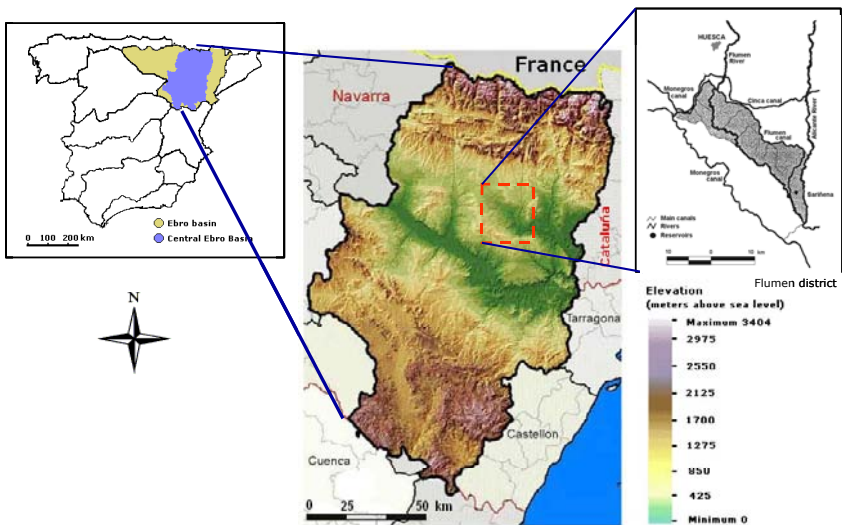 Ebro basin
0 100 200 km
Central Ebro Basin
N
France
Navarra
Cataluña
Tarragona
Castellon
Cuenca
0 25 50 km
HUESCA
Flumen
River
Monegros
canal
Cinca canal
Alicante River
Flumen
canal
Monegros
canal
Bariñena
Main canals
Rivers
Reservoirs
10 0 10 km
Flumen district
Elevation
(meters above sea level)
Maximum 3404
2975
2550
2125
1700
1275
850
425
Minimum 0